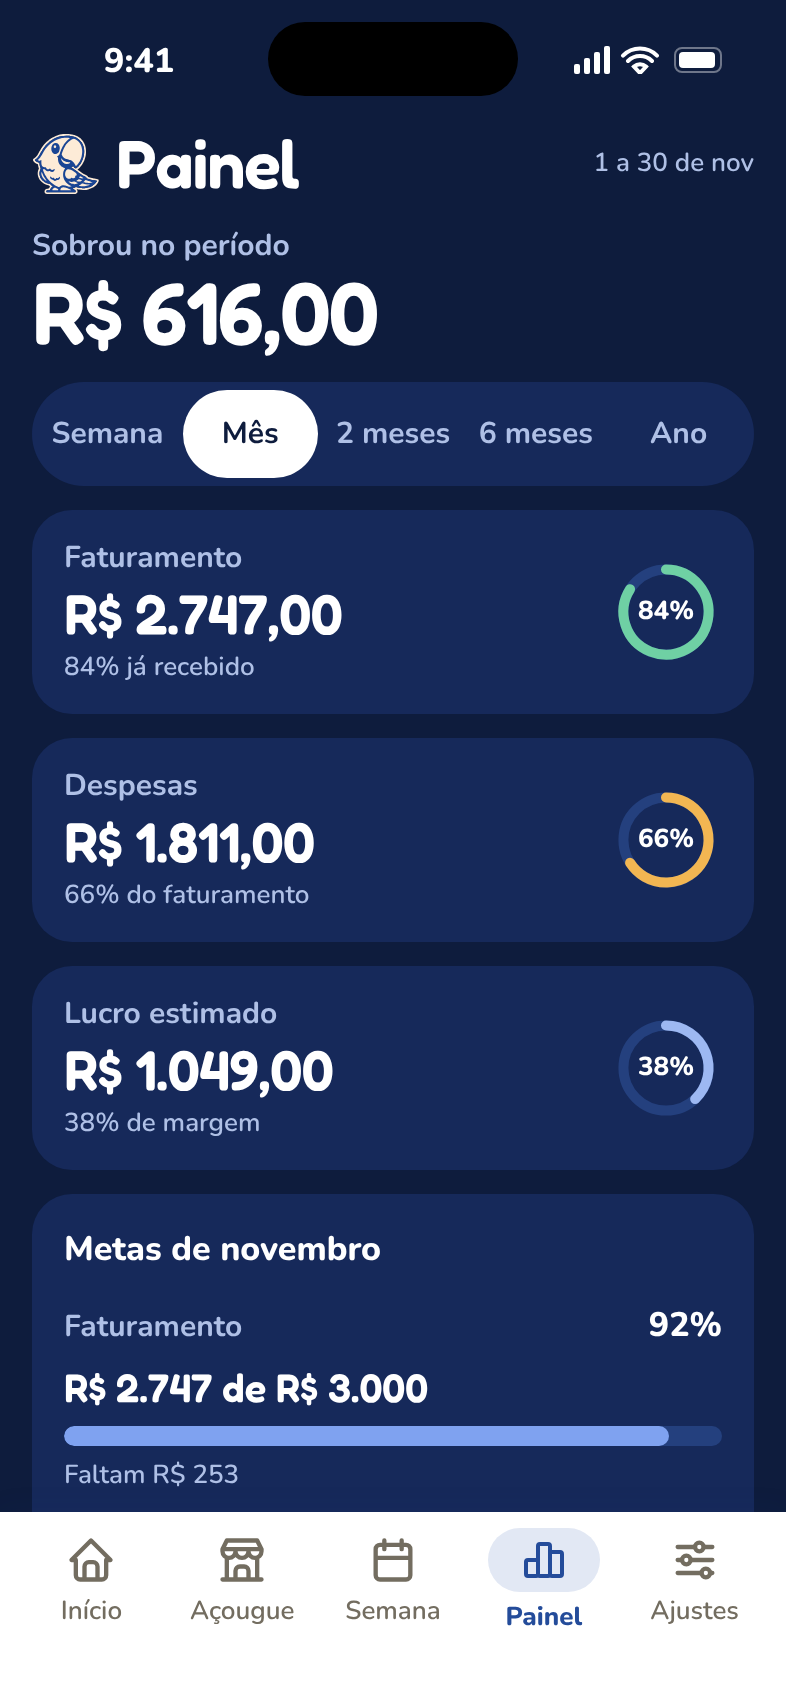 9:41
Painel
1 a 30 de nov
Sobrou no período
R$ 616,00
Semana Mês 2 meses 6 meses Ano
Faturamento
R$ 2.747,00
84% já recebido
84%
Despesas
R$ 1.811,00
66% do faturamento
66%
Lucro estimado
R$ 1.049,00
38% de margem
38%
Metas de novembro
Faturamento 92%
R$ 2.747 de R$ 3.000
Faltam R$ 253
Início Açougue Semana Painel Ajustes